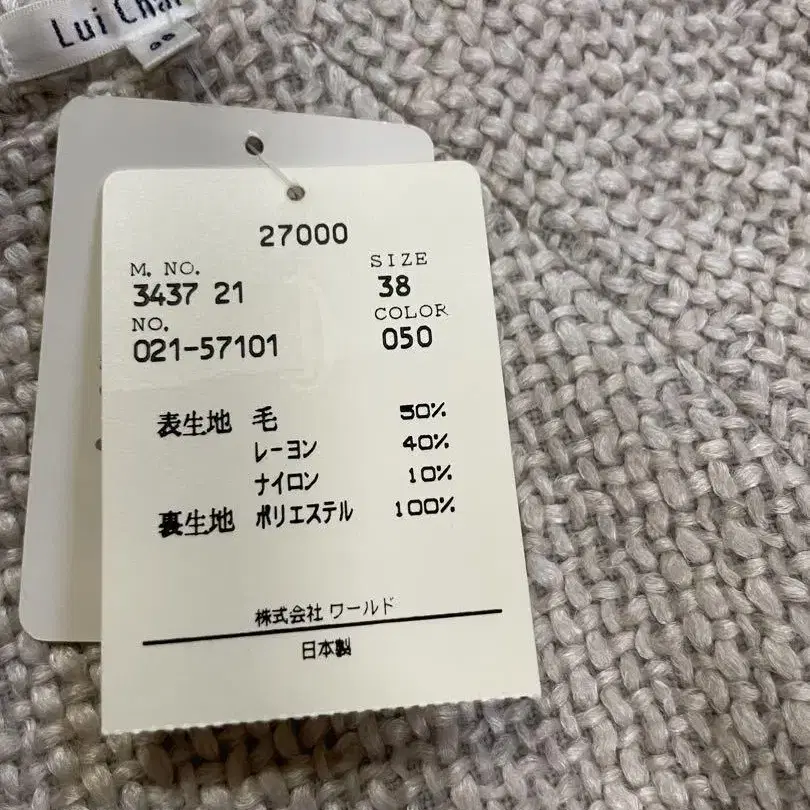 Lui Cha
38
27000
M. NO. SIZE
3437 21 38
NO. COLOR
021-57101 050
表生地 毛 50%
レーヨン 40%
ナイロン 10%
裏生地 ポリエステル 100%
株式会社 ワールド
日本製